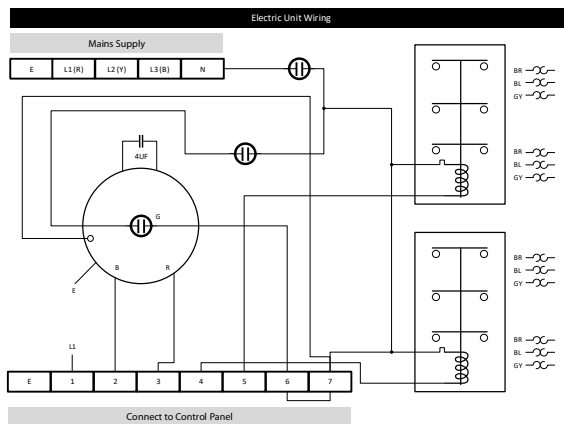 Electric Unit Wiring
Mains Supply
E L1 (R) L2 (Y) L3 (B) N
BR
BL
GY
4UF
BR
BL
GY
G
B R
E
BR
BL
GY
L1
BR
BL
GY
E 1 2 3 4 5 6 7
Connect to Control Panel